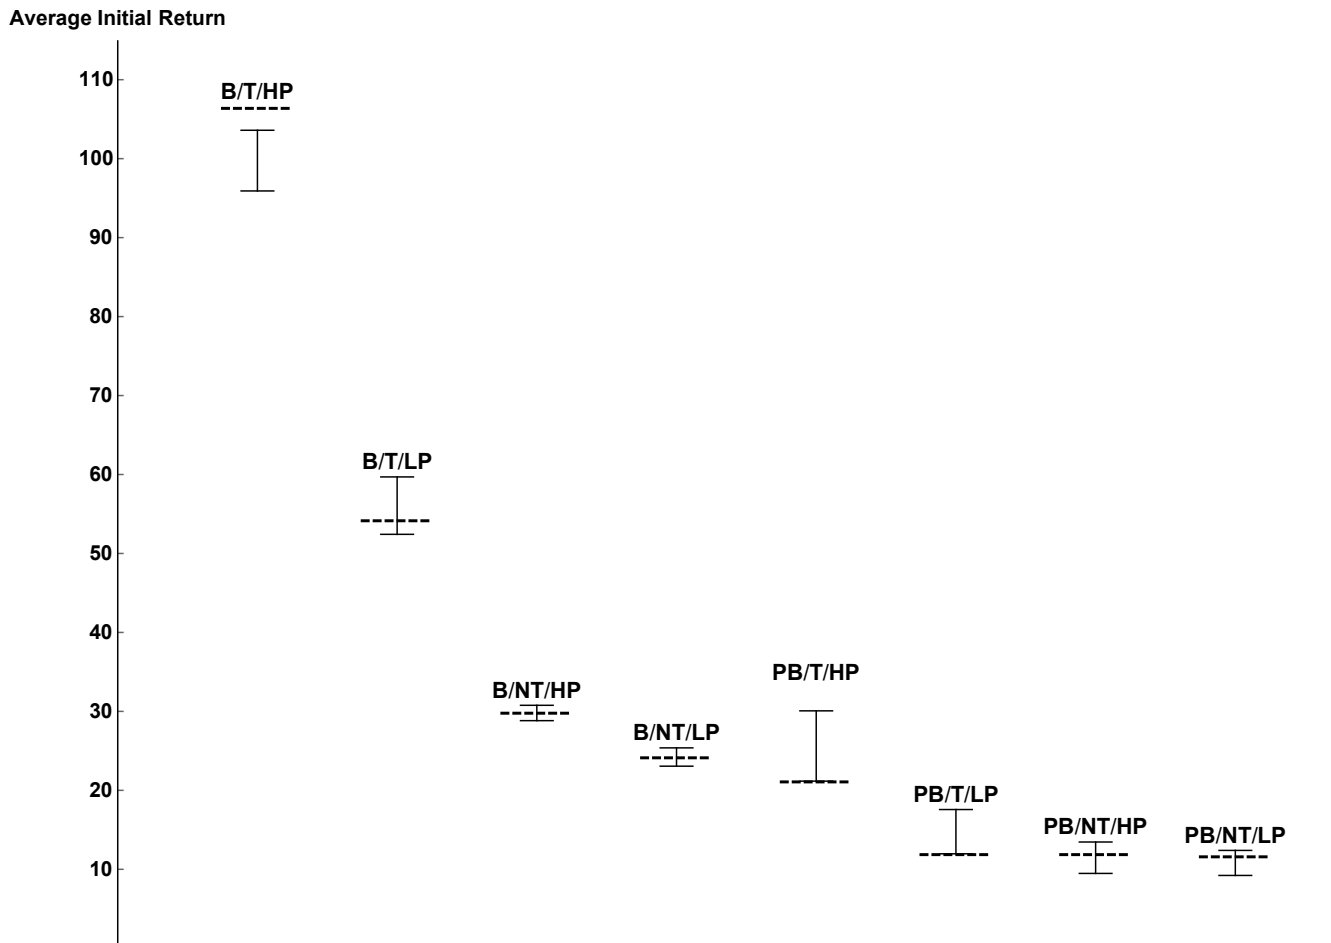 Average Initial Return
110
B/T/HP
100
90
80
70
60
B/T/LP
50
40
30
B/NT/HP
B/NT/LP
PB/T/HP
20
PB/T/LP
PB/NT/HP
PB/NT/LP
10